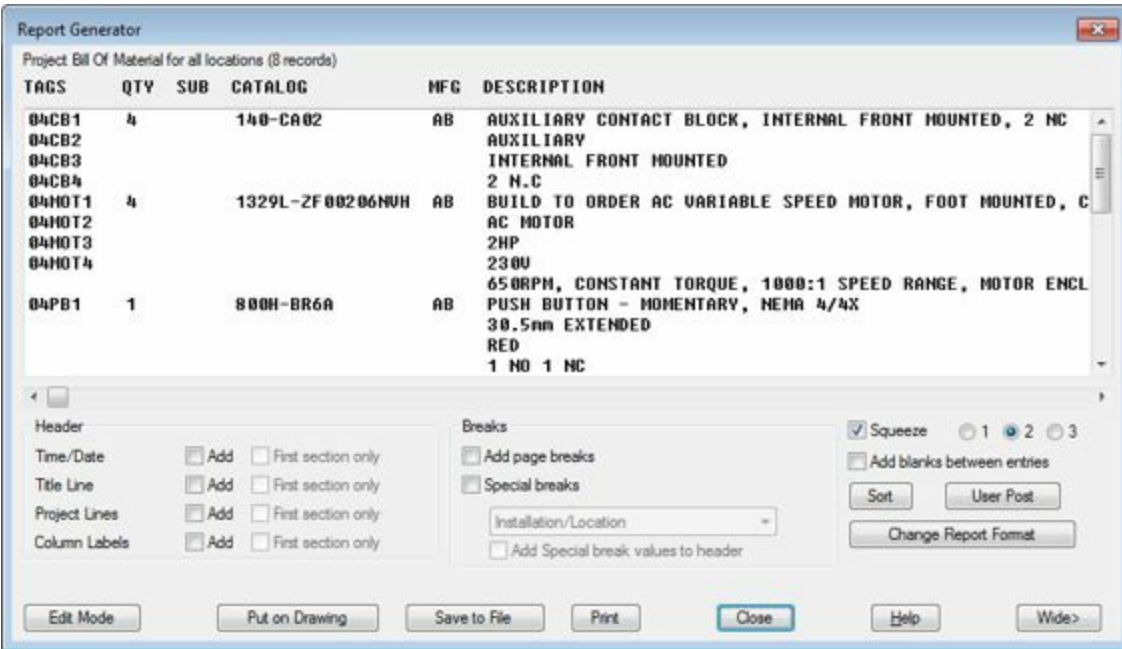 Report Generator
Project Bill Of Material for all locations (8 records)
TAGS QTY SUB CATALOG MFG DESCRIPTION
04CB1 4 140-CA02 AB AUXILIARY CONTACT BLOCK, INTERNAL FRONT MOUNTED, 2 NC
04CB2 AUXILIARY
04CB3 INTERNAL FRONT MOUNTED
04CB4 2 N.C
04MOT1 4 1329L-ZF00206NVH AB BUILD TO ORDER AC VARIABLE SPEED MOTOR, FOOT MOUNTED, C
04MOT2 AC MOTOR
04MOT3 2HP
04MOT4 230V
650RPM, CONSTANT TORQUE, 1000:1 SPEED RANGE, MOTOR ENCL
04PB1 1 800H-BR6A AB PUSH BUTTON - MOMENTARY, NEMA 4/4X
30.5mm EXTENDED
RED
1 NO 1 NC
Header Breaks Squeeze 1 2 3
Time/Date Add First section only Add page breaks Add blanks between entries
Title Line Add First section only Special breaks Sort User Post
Project Lines Add First section only Installation/Location Change Report Format
Column Labels Add First section only Add Special break values to header
Edit Mode Put on Drawing Save to File Print Close Help Wide>